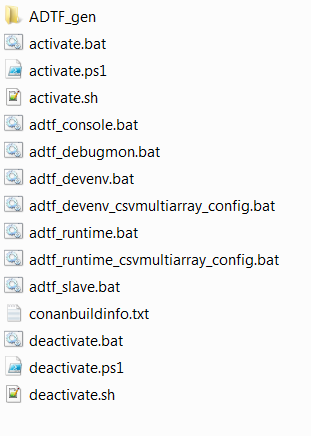 ADTF_gen
activate.bat
activate.ps1
activate.sh
adtf_console.bat
adtf_debugmon.bat
adtf_devenv.bat
adtf_devenv_csvmultiarray_config.bat
adtf_runtime.bat
adtf_runtime_csvmultiarray_config.bat
adtf_slave.bat
conanbuildinfo.txt
deactivate.bat
deactivate.ps1
deactivate.sh